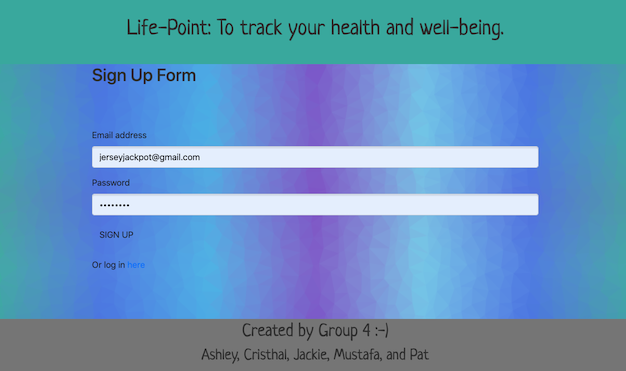 Life-Point: To track your health and well-being.
Sign Up Form
Email address
jerseyjackpot@gmail.com
Password
••••••••
SIGN UP
Or log in here
Created by Group 4 :-)
Ashley, Cristhal, Jackie, Mustafa, and Pat